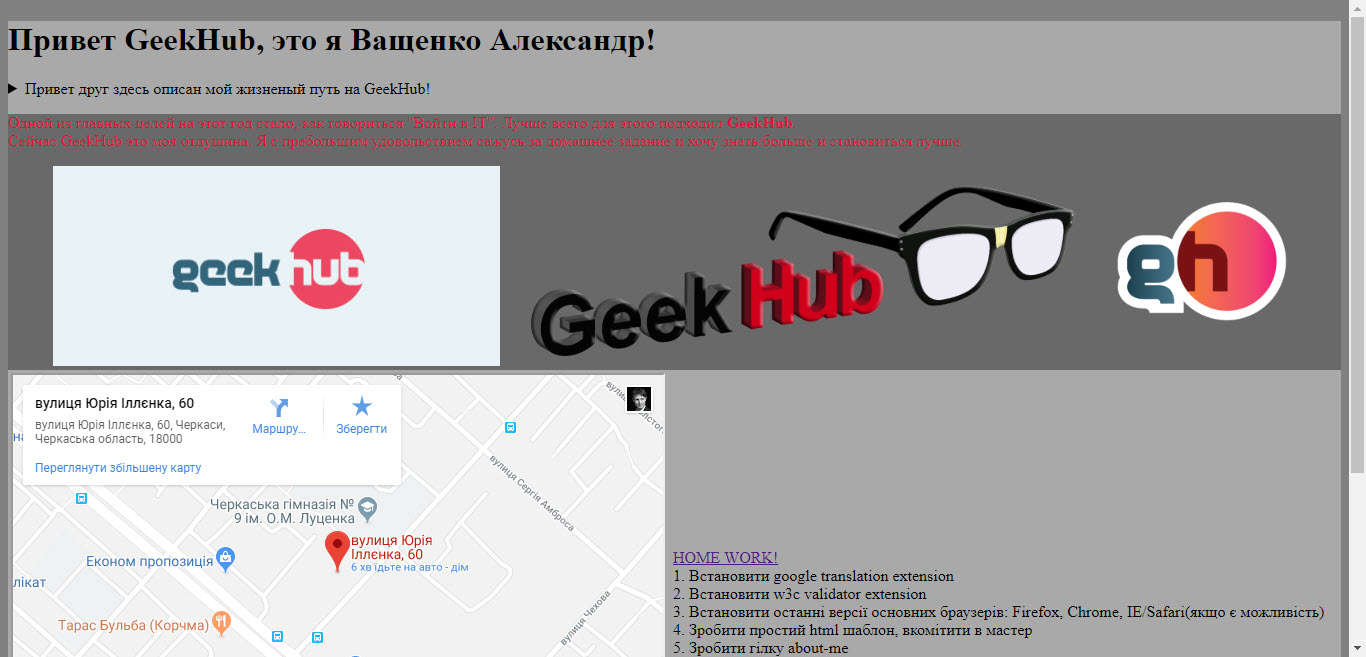 Привет GeekHub, это я Ващенко Александр!
Привет друг здесь описан мой жизненый путь на GeekHub!
Одной из главных целей на этот год стало, как говориться "Войти в IT". Лучше всего для этого подходил GeekHub.
Сейчас GeekHub это моя отдушина. Я с пребольшим удовольствием сажусь за домашнее задание и хочу знать больше и становиться лучше.
geek hub
Geek Hub
gh
вулиця Юрія Іллєнка, 60
вулиця Юрія Іллєнка, 60, Черкаси,
Черкаська область, 18000
Маршру...
Зберегти
Переглянути збільшену карту
вулиця Сергія Амброса
Черкаська гімназія №
9 ім. О.М. Луценка
вулиця Юрія
Іллєнка, 60
6 хв їдьте на авто - дім
Економ пропозиція
лікат
Тарас Бульба (Корчма)
вулиця Чехова
HOME WORK!
1. Встановити google translation extension
2. Встановити w3c validator extension
3. Встановити останні версії основних браузерів: Firefox, Chrome, IE/Safari(якщо є можливість)
4. Зробити простий html шаблон, вкомітити в мастер
5. Зробити гілку about-me